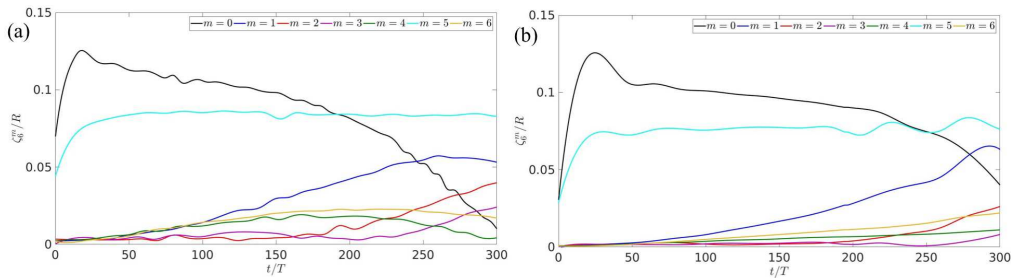 (a)
0.15
0.1
0.05
0
ζ₆ᵐ/R
m = 0 m = 1 m = 2 m = 3 m = 4 m = 5 m = 6
0 50 100 150 200 250 300
t/T
(b)
0.15
0.1
0.05
0
ζ₆ᵐ/R
m = 0 m = 1 m = 2 m = 3 m = 4 m = 5 m = 6
0 50 100 150 200 250 300
t/T